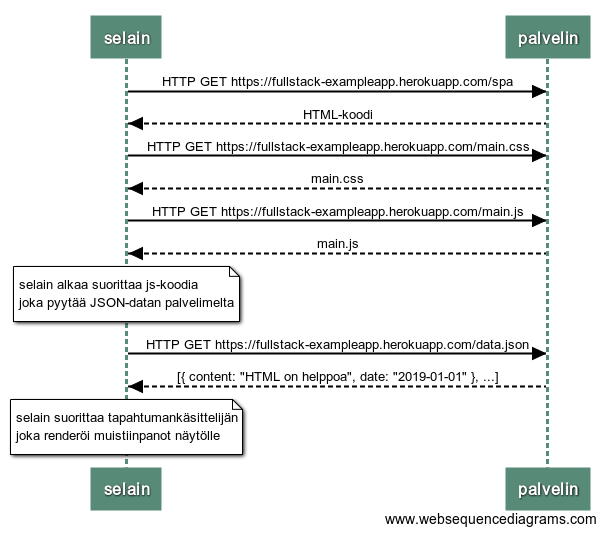 selain
palvelin
HTTP GET https://fullstack-exampleapp.herokuapp.com/spa
HTML-koodi
HTTP GET https://fullstack-exampleapp.herokuapp.com/main.css
main.css
HTTP GET https://fullstack-exampleapp.herokuapp.com/main.js
main.js
selain alkaa suorittaa js-koodia
joka pyytää JSON-datan palvelimelta
HTTP GET https://fullstack-exampleapp.herokuapp.com/data.json
[{ content: "HTML on helppoa", date: "2019-01-01" }, ...]
selain suorittaa tapahtumankäsittelijän
joka renderöi muistiinpanot näytölle
selain
palvelin
www.websequencediagrams.com